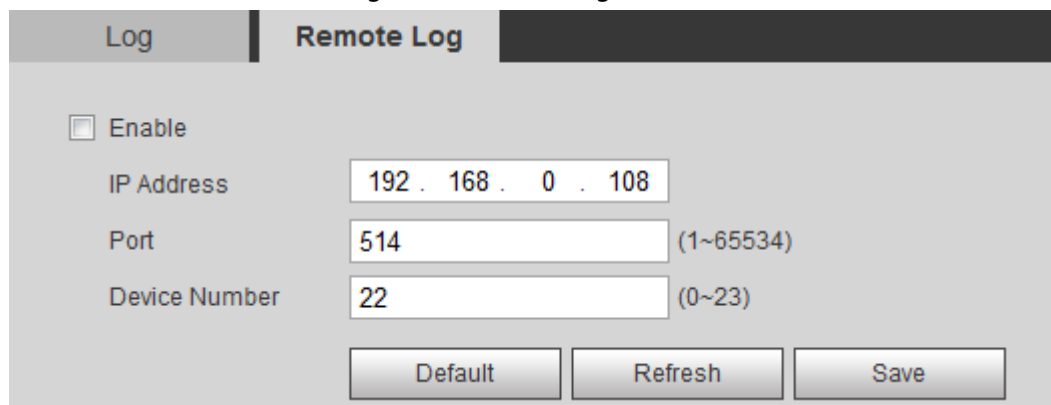 Log Remote Log
Enable
IP Address 192 . 168 . 0 . 108
Port 514 (1~65534)
Device Number 22 (0~23)
Default Refresh Save